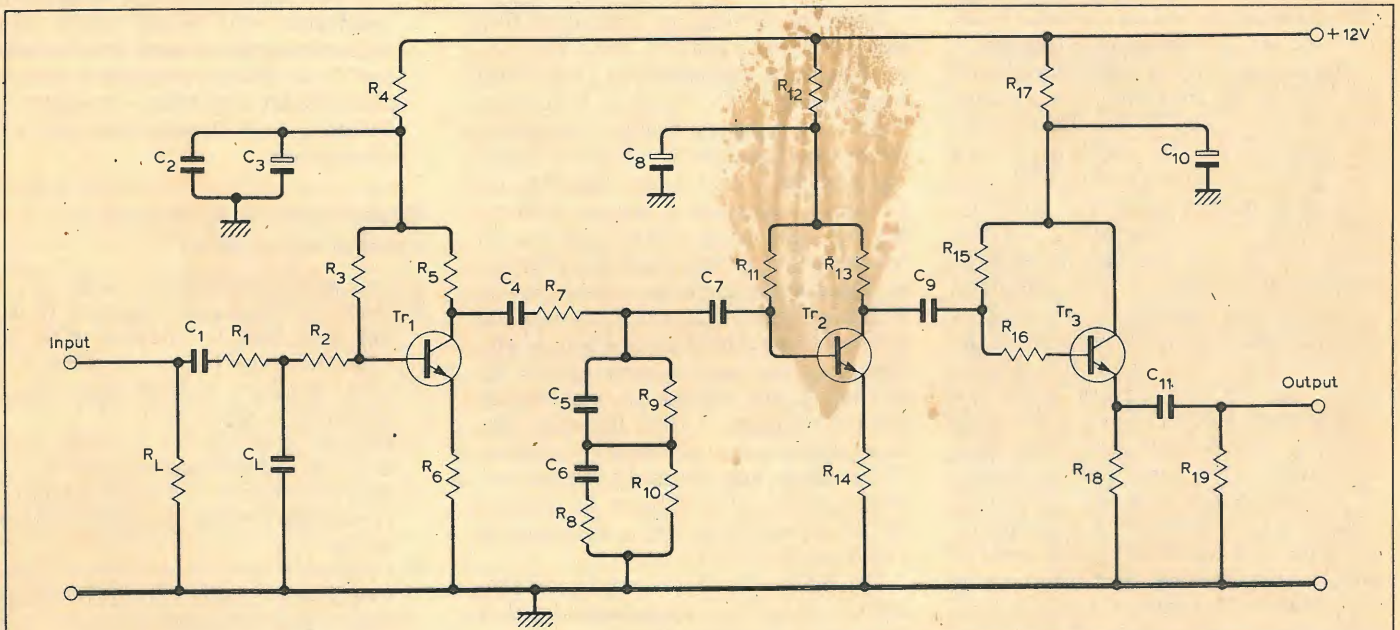 +12V
R4
R12
R17
C2
C3
C8
C10
R3
R5
R11
R13
R15
C4
R7
C7
C9
Tr1
Tr2
Tr3
R16
Input
C1
R1
R2
C11
Output
C5
R9
RL
CL
R6
C6
R10
R8
R14
R18
R19